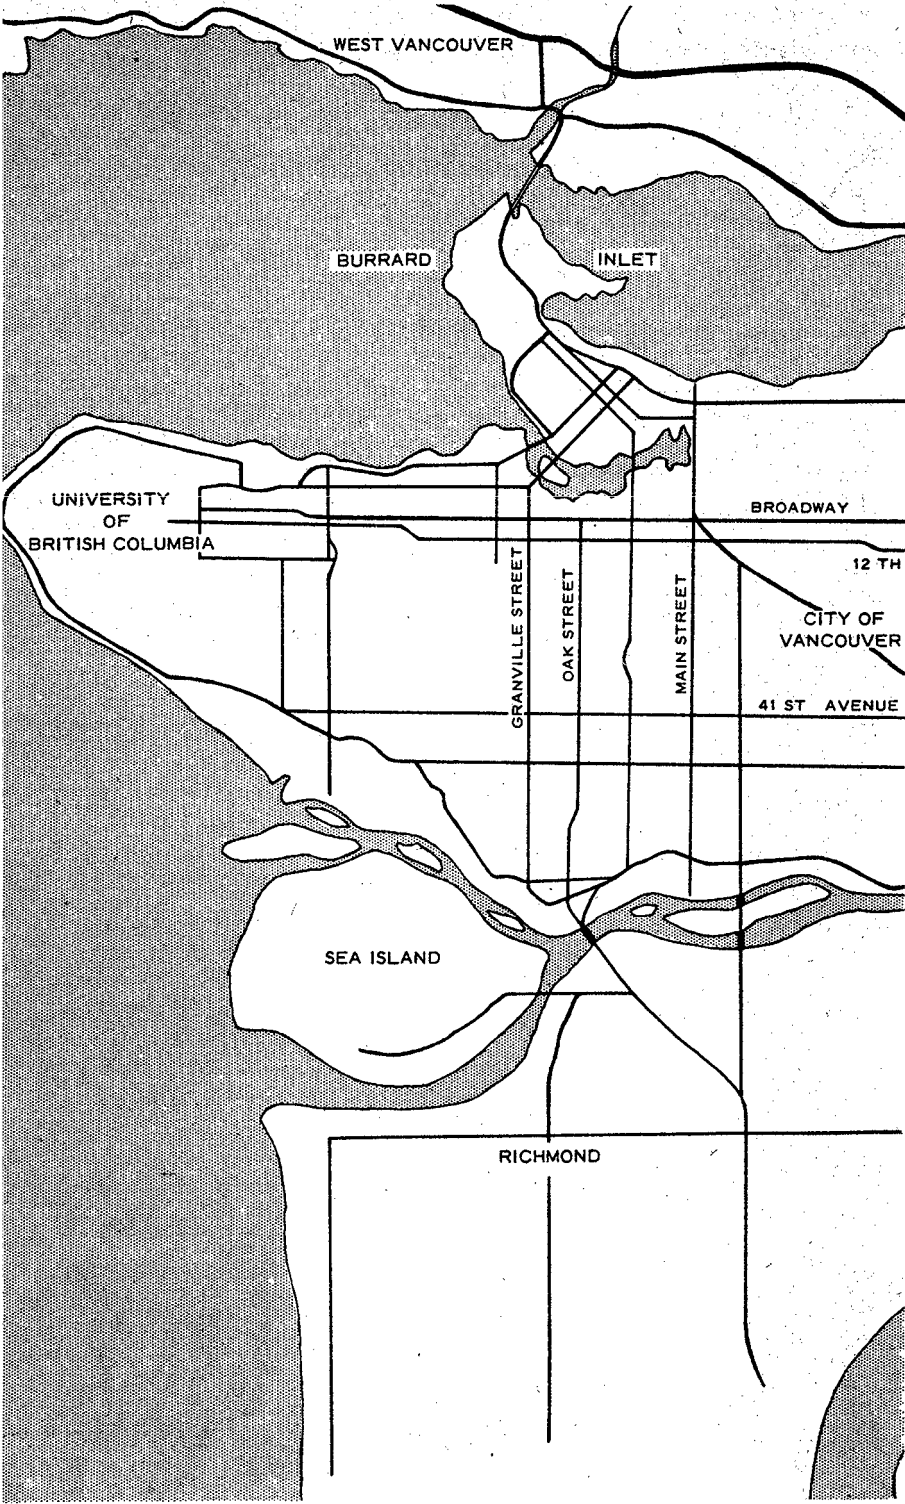 WEST VANCOUVER
BURRARD
INLET
UNIVERSITY
OF
BRITISH COLUMBIA
BROADWAY
12 TH
GRANVILLE STREET
OAK STREET
MAIN STREET
CITY OF
VANCOUVER
41 ST AVENUE
SEA ISLAND
RICHMOND